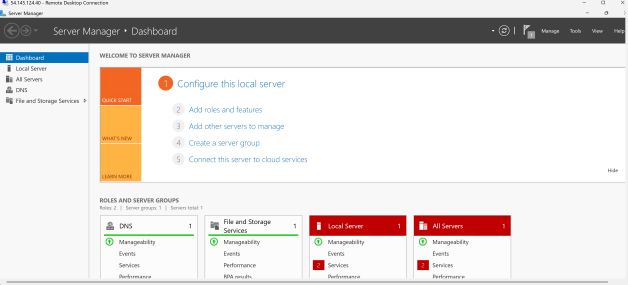 54.145.124.40 - Remote Desktop Connection
Server Manager
Server Manager • Dashboard
1
Manage
Tools
View
Help
Dashboard
Local Server
All Servers
DNS
File and Storage Services
WELCOME TO SERVER MANAGER
QUICK START
WHAT'S NEW
LEARN MORE
1 Configure this local server
2 Add roles and features
3 Add other servers to manage
4 Create a server group
5 Connect this server to cloud services
Hide
ROLES AND SERVER GROUPS
Roles: 2 | Server groups: 1 | Servers total: 1
DNS 1
Manageability
Events
Services
Performance
File and Storage Services 1
Manageability
Events
Performance
BPA results
Local Server 1
Manageability
Events
2 Services
Performance
All Servers 1
Manageability
Events
2 Services
Performance